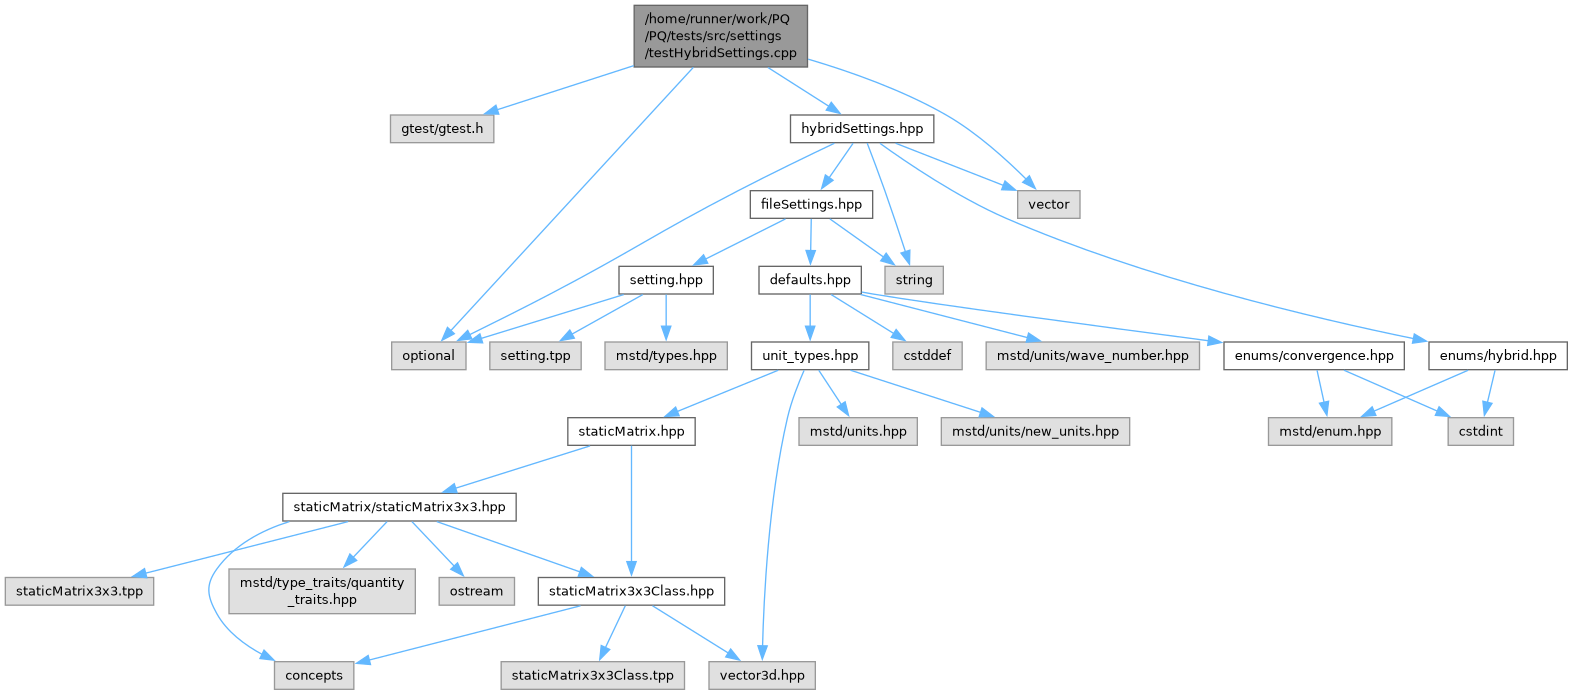 /home/runner/work/PQ
/PQ/tests/src/settings
/testHybridSettings.cpp
gtest/gtest.h
hybridSettings.hpp
fileSettings.hpp
vector
setting.hpp
defaults.hpp
string
optional
setting.tpp
mstd/types.hpp
unit_types.hpp
cstddef
mstd/units/wave_number.hpp
enums/convergence.hpp
enums/hybrid.hpp
staticMatrix.hpp
mstd/units.hpp
mstd/units/new_units.hpp
mstd/enum.hpp
cstdint
staticMatrix/staticMatrix3x3.hpp
staticMatrix3x3.tpp
mstd/type_traits/quantity
_traits.hpp
ostream
staticMatrix3x3Class.hpp
concepts
staticMatrix3x3Class.tpp
vector3d.hpp